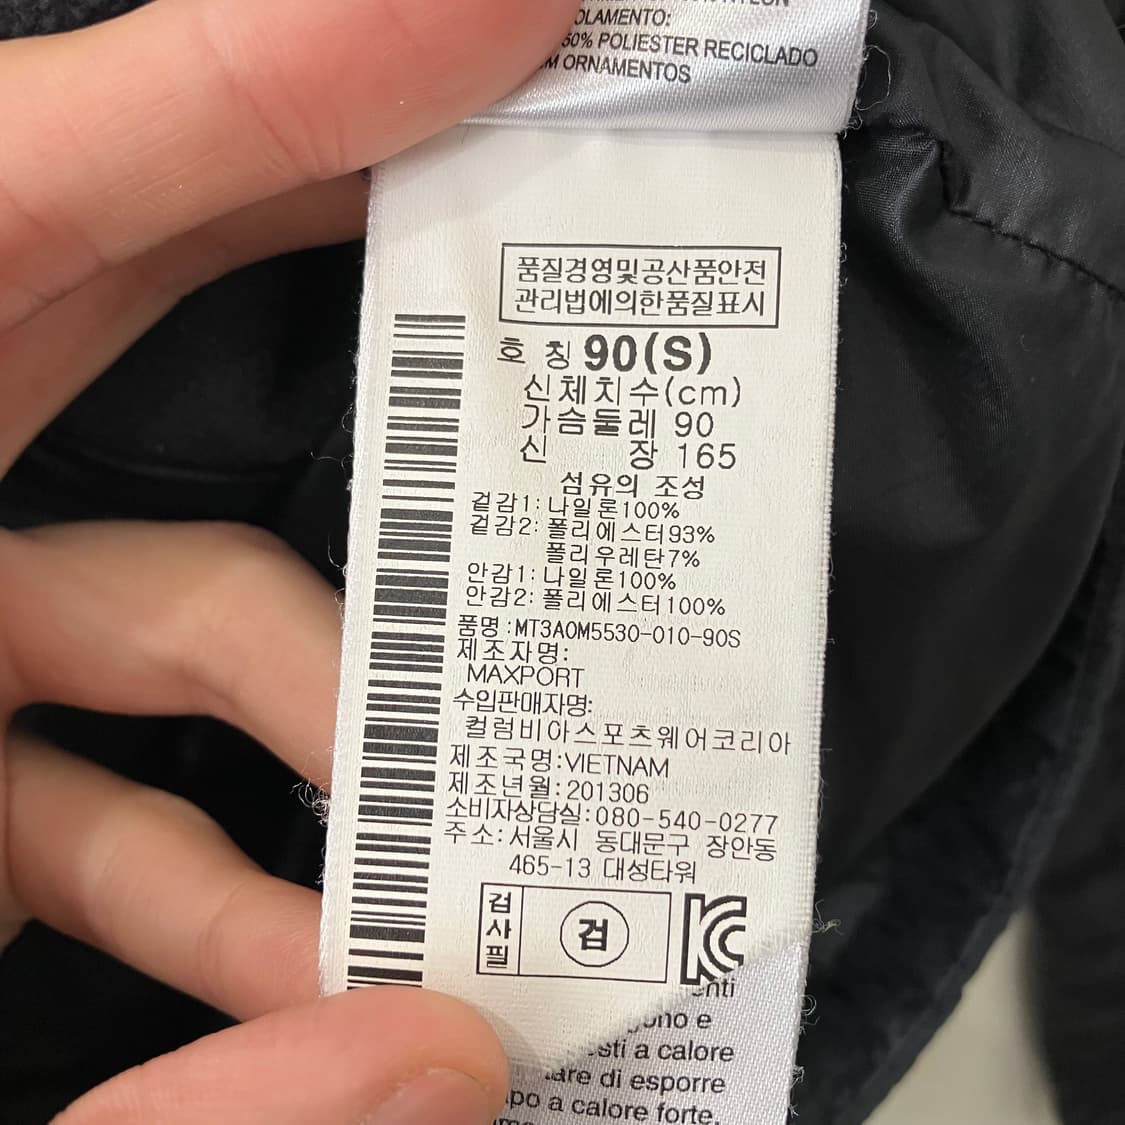 NYLON
OLAMENTO:
50% POLIESTER RECICLADO
M ORNAMENTOS
품질경영및공산품안전
관리법에의한품질표시
호 칭 90(S)
신체치수(cm)
가슴둘레 90
신 장 165
섬유의 조성
겉감1: 나일론100%
겉감2: 폴리에스터93%
폴리우레탄7%
안감1: 나일론100%
안감2: 폴리에스터100%
품명:MT3A0M5530-010-90S
제조자명:
MAXPORT
수입판매자명:
컬럼비아스포츠웨어코리아
제조국명:VIETNAM
제조년월:201306
소비자상담실:080-540-0277
주소:서울시 동대문구 장안동
465-13 대성타워
검사필
검
KC
enti
gono e
sti a calore
are di esporre
po a calore forte,